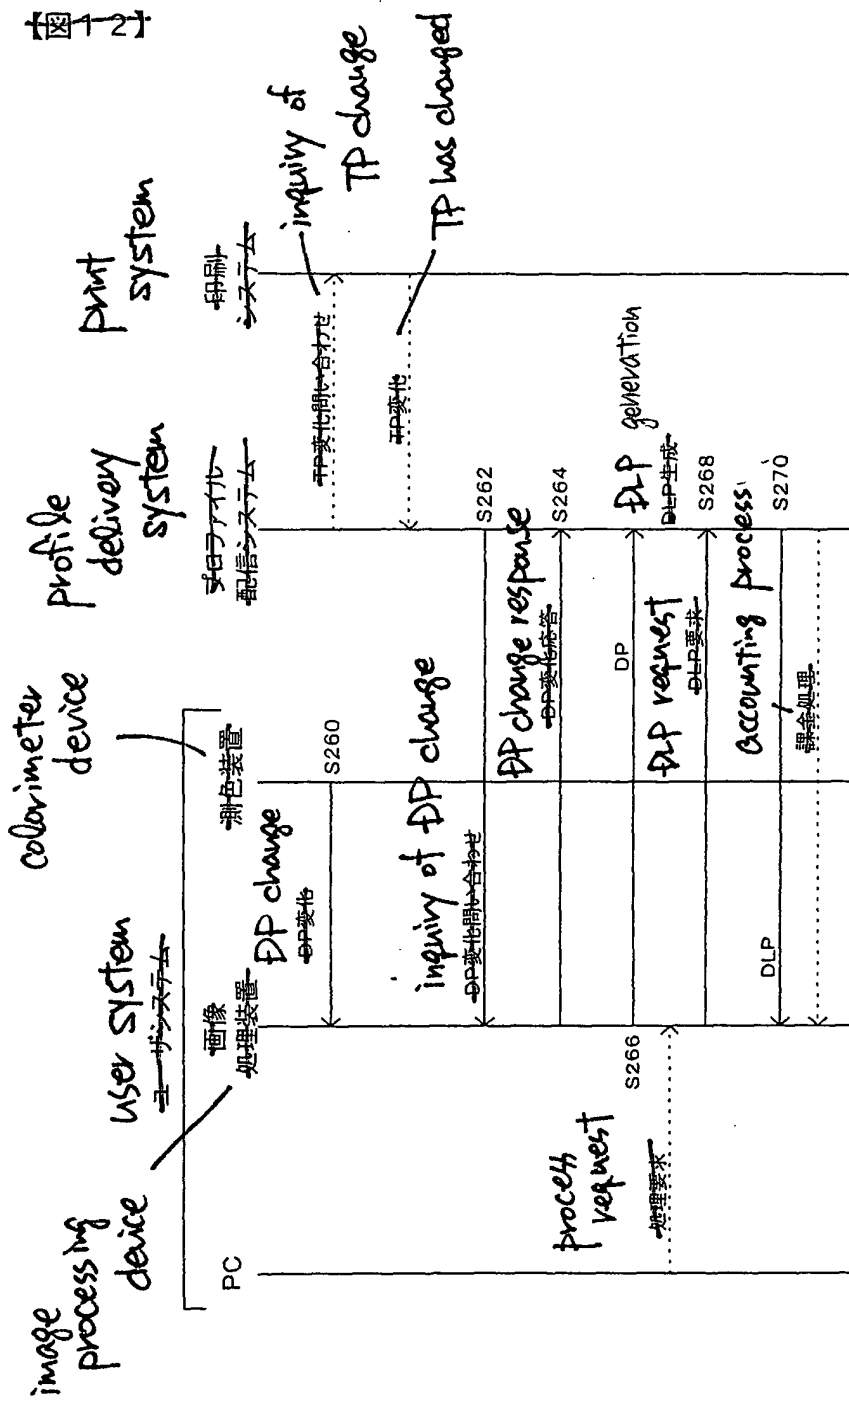 【図12】
print
system
印刷
システム
profile
delivery
system
プロファイル
配信システム
colorimeter
device
測色装置
user system
ユーザシステム
画像
処理装置
image
processing
device
PC
inquiry of
TP change
TP変化問い合わせ
TP has changed
TP変化
DP change
DP変化
S260
inquiry of DP change
DP変化問い合わせ
S262
DP change response
DP変化応答
S264
DP
DLP generation
DLP生成
S266
process
request
処理要求
DLP request
DLP要求
S268
accounting process
課金処理
DLP
S270